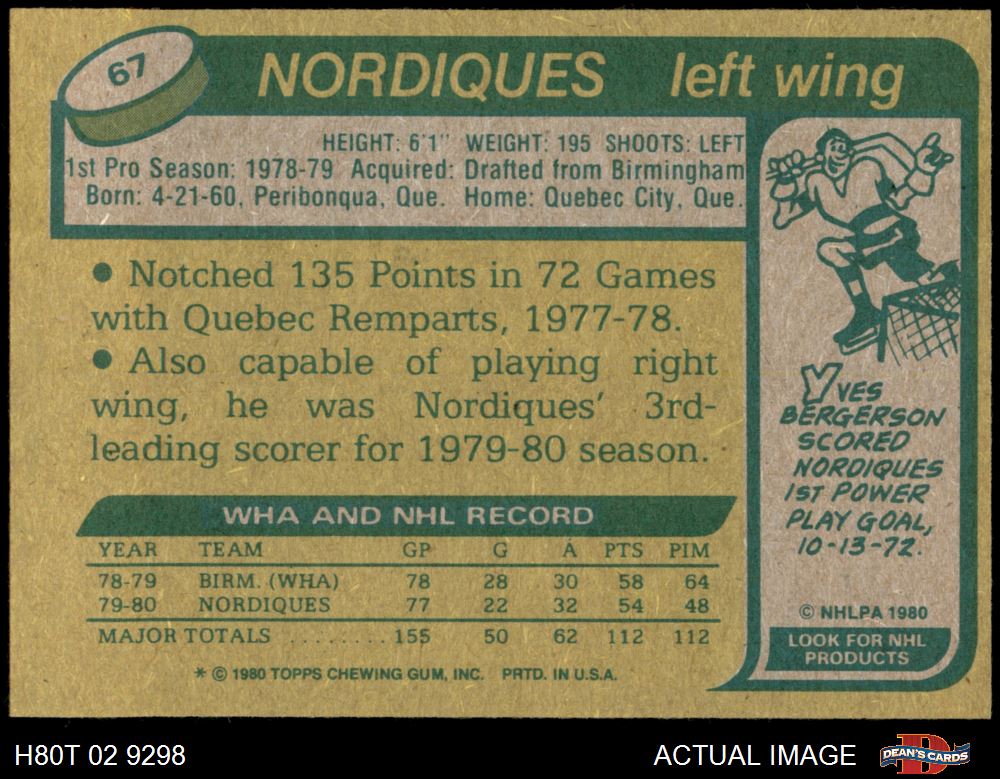 67
NORDIQUES left wing
HEIGHT: 6'1" WEIGHT: 195 SHOOTS: LEFT
1st Pro Season: 1978-79 Acquired: Drafted from Birmingham
Born: 4-21-60, Peribonqua, Que. Home: Quebec City, Que.
• Notched 135 Points in 72 Games
with Quebec Remparts, 1977-78.
• Also capable of playing right
wing, he was Nordiques' 3rd-
leading scorer for 1979-80 season.
WHA AND NHL RECORD
YEAR TEAM GP G A PTS PIM
78-79 BIRM. (WHA) 78 28 30 58 64
79-80 NORDIQUES 77 22 32 54 48
MAJOR TOTALS ........ 155 50 62 112 112
* © 1980 TOPPS CHEWING GUM, INC. PRTD. IN U.S.A.
YVES
BERGERSON
SCORED
NORDIQUES
1ST POWER
PLAY GOAL,
10-13-72.
© NHLPA 1980
LOOK FOR NHL
PRODUCTS
H80T 02 9298
ACTUAL IMAGE
D
DEAN'S CARDS